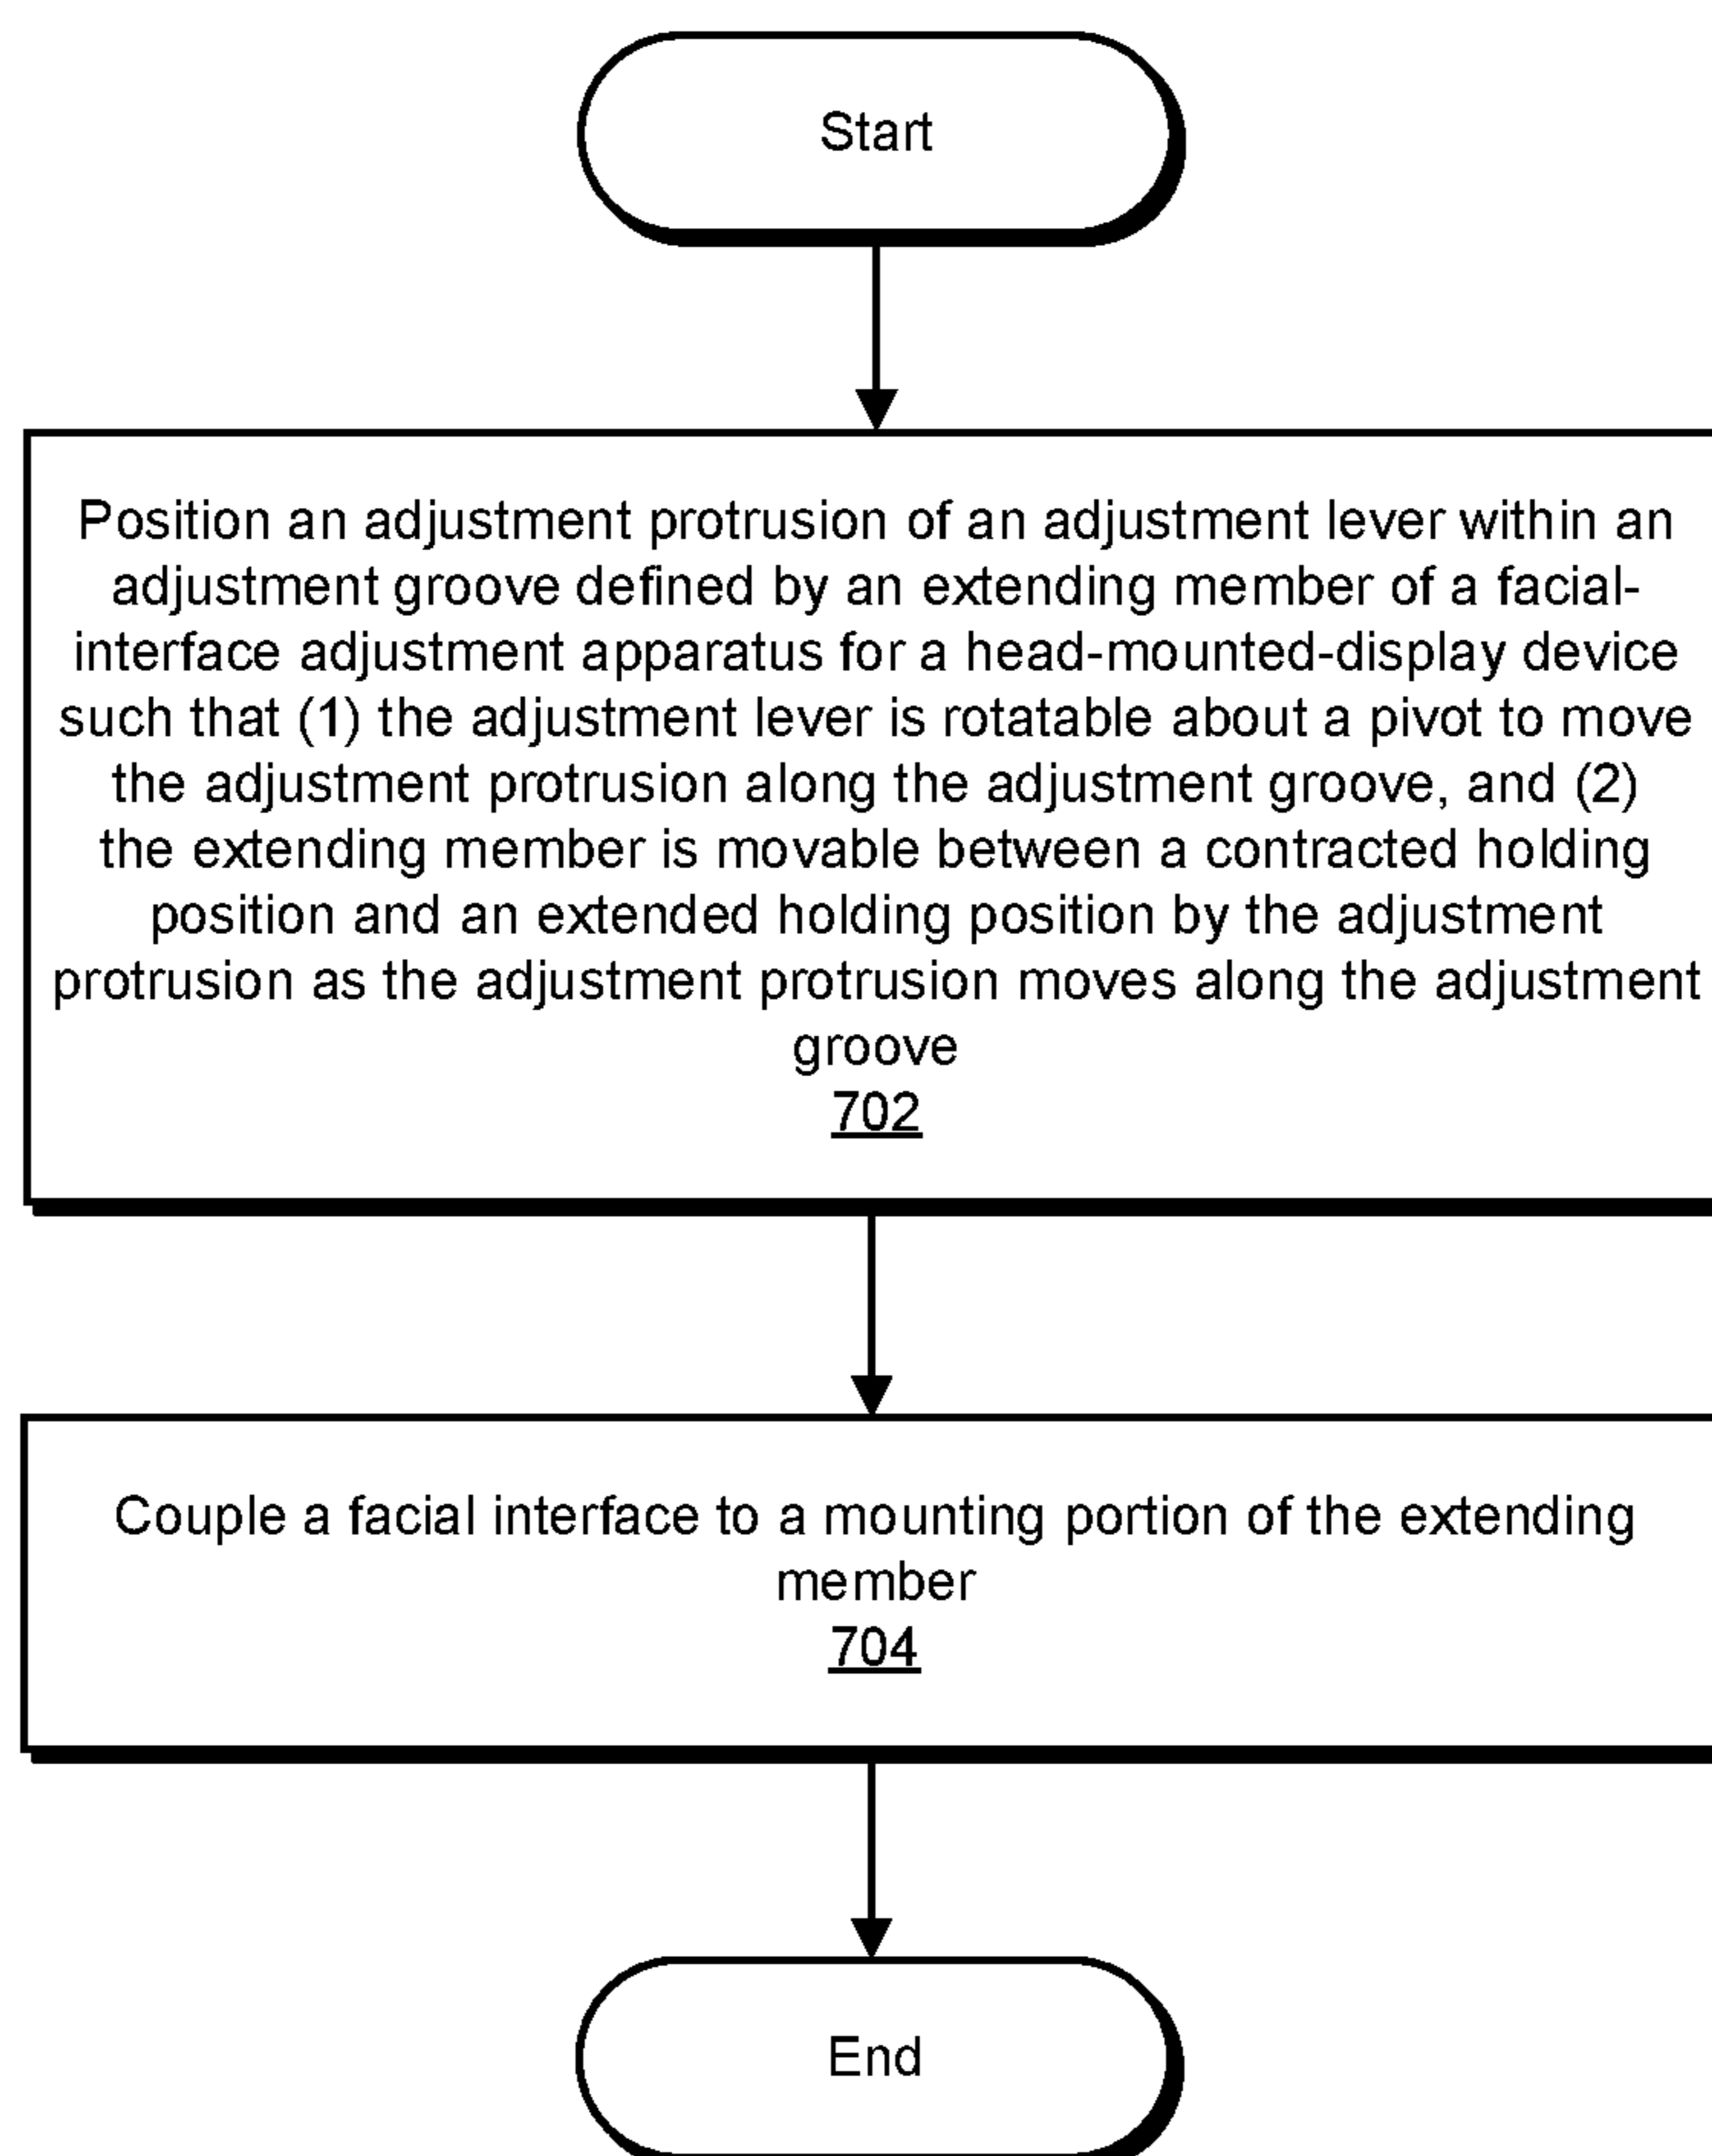 Start
Position an adjustment protrusion of an adjustment lever within an
adjustment groove defined by an extending member of a facial-
interface adjustment apparatus for a head-mounted-display device
such that (1) the adjustment lever is rotatable about a pivot to move
the adjustment protrusion along the adjustment groove, and (2)
the extending member is movable between a contracted holding
position and an extended holding position by the adjustment
protrusion as the adjustment protrusion moves along the adjustment
groove
702
Couple a facial interface to a mounting portion of the extending
member
704
End